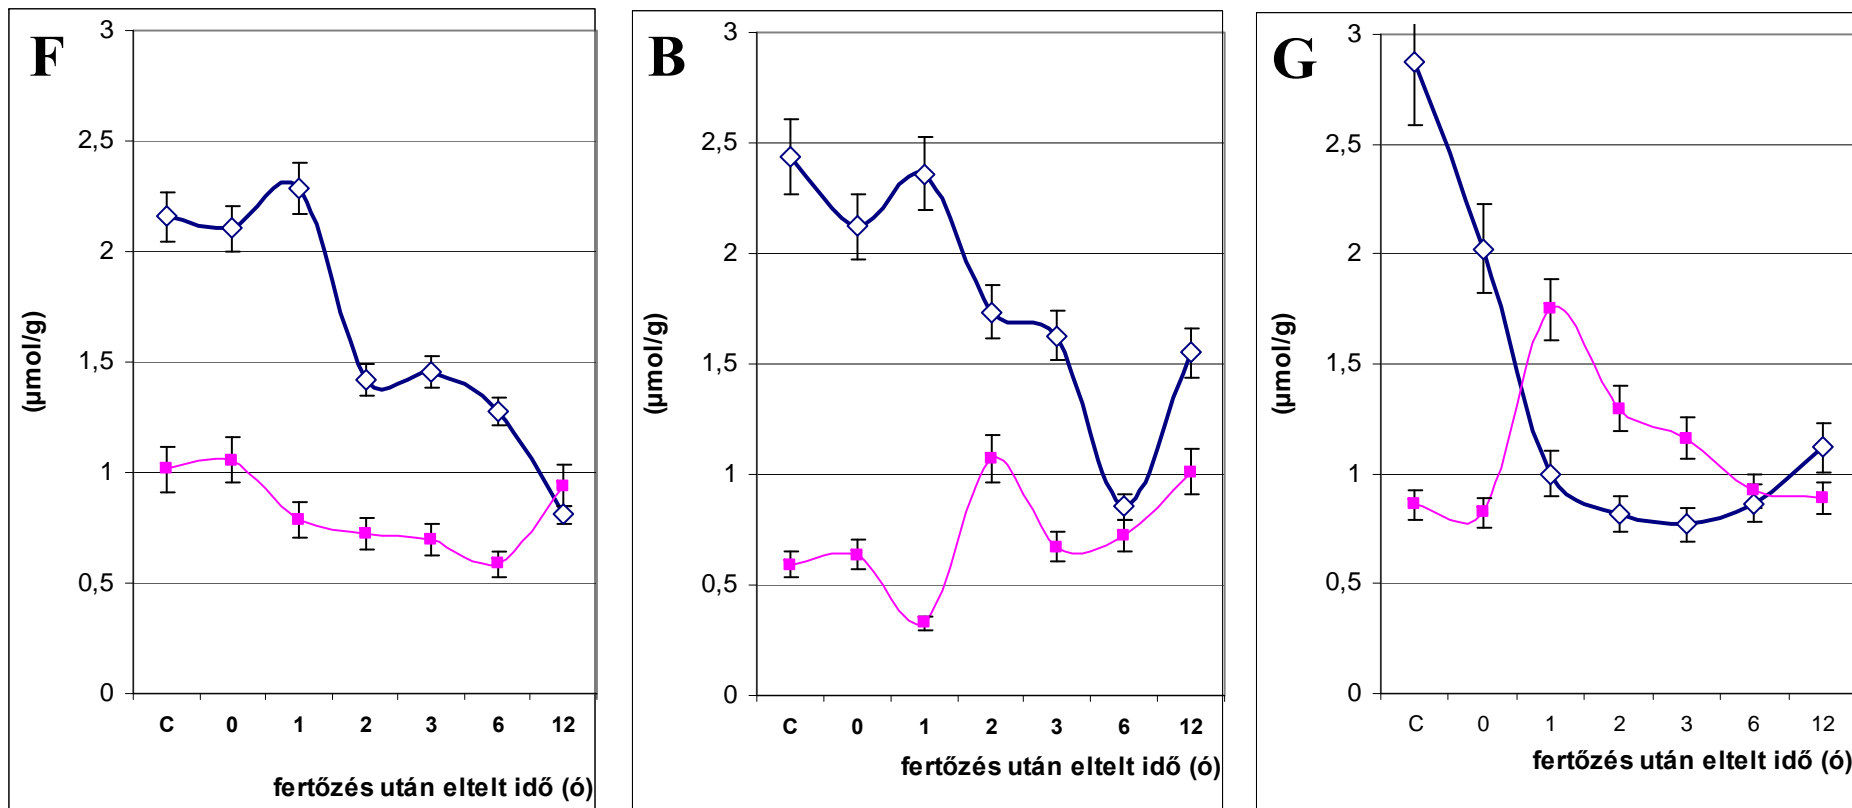 F
3
2,5
2
1,5
1
0,5
0
(µmol/g)
C 0 1 2 3 6 12
fertőzés után eltelt idő (ó)
B
3
2,5
2
1,5
1
0,5
0
(µmol/g)
C 0 1 2 3 6 12
fertőzés után eltelt idő (ó)
G
3
2,5
2
1,5
1
0,5
0
(µmol/g)
C 0 1 2 3 6 12
fertőzés után eltelt idő (ó)